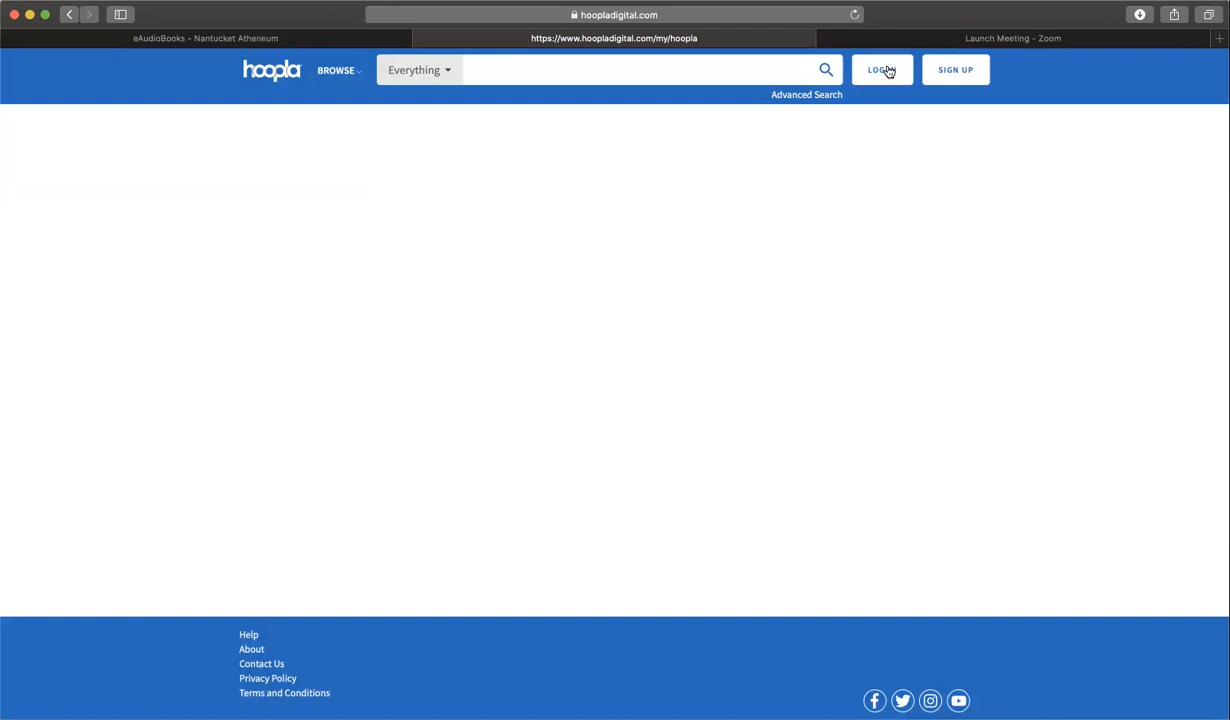 hoopladigital.com
eAudioBooks - Nantucket Atheneum
https://www.hoopladigital.com/my/hoopla
Launch Meeting - Zoom
hoopla
BROWSE
Everything
SIGN UP
Advanced Search
Help
About
Contact Us
Privacy Policy
Terms and Conditions